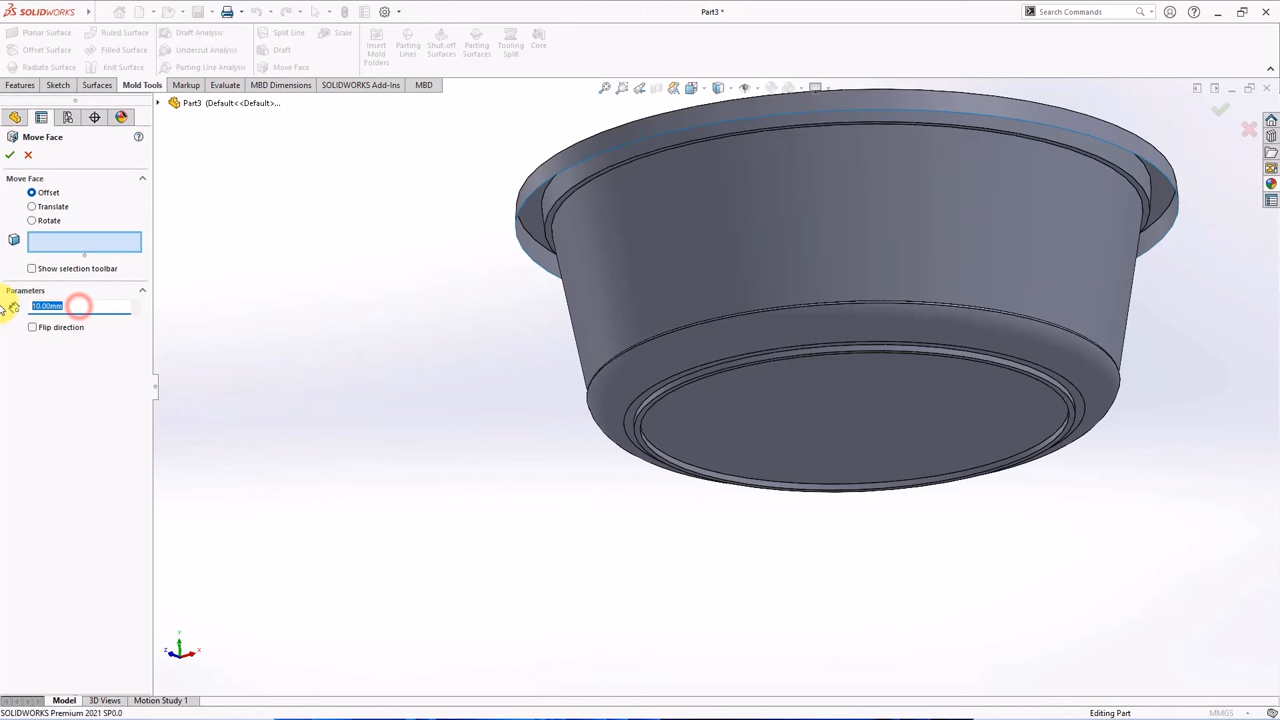 SOLIDWORKS
Part3 *
Search Commands
Planar Surface
Offset Surface
Radiate Surface
Ruled Surface
Filled Surface
Knit Surface
Draft Analysis
Undercut Analysis
Parting Line Analysis
Split Line
Draft
Move Face
Scale
Insert Mold Folders
Parting Lines
Shut-off Surfaces
Parting Surfaces
Tooling Split
Core
Features Sketch Surfaces Mold Tools Markup Evaluate MBD Dimensions SOLIDWORKS Add-Ins MBD
Part3 (Default<<Default>...
Move Face
Move Face
Offset
Translate
Rotate
Show selection toolbar
Parameters
10.00mm
Flip direction
Y
Z
X
Model 3D Views Motion Study 1
SOLIDWORKS Premium 2021 SP0.0
Editing Part
MMGS